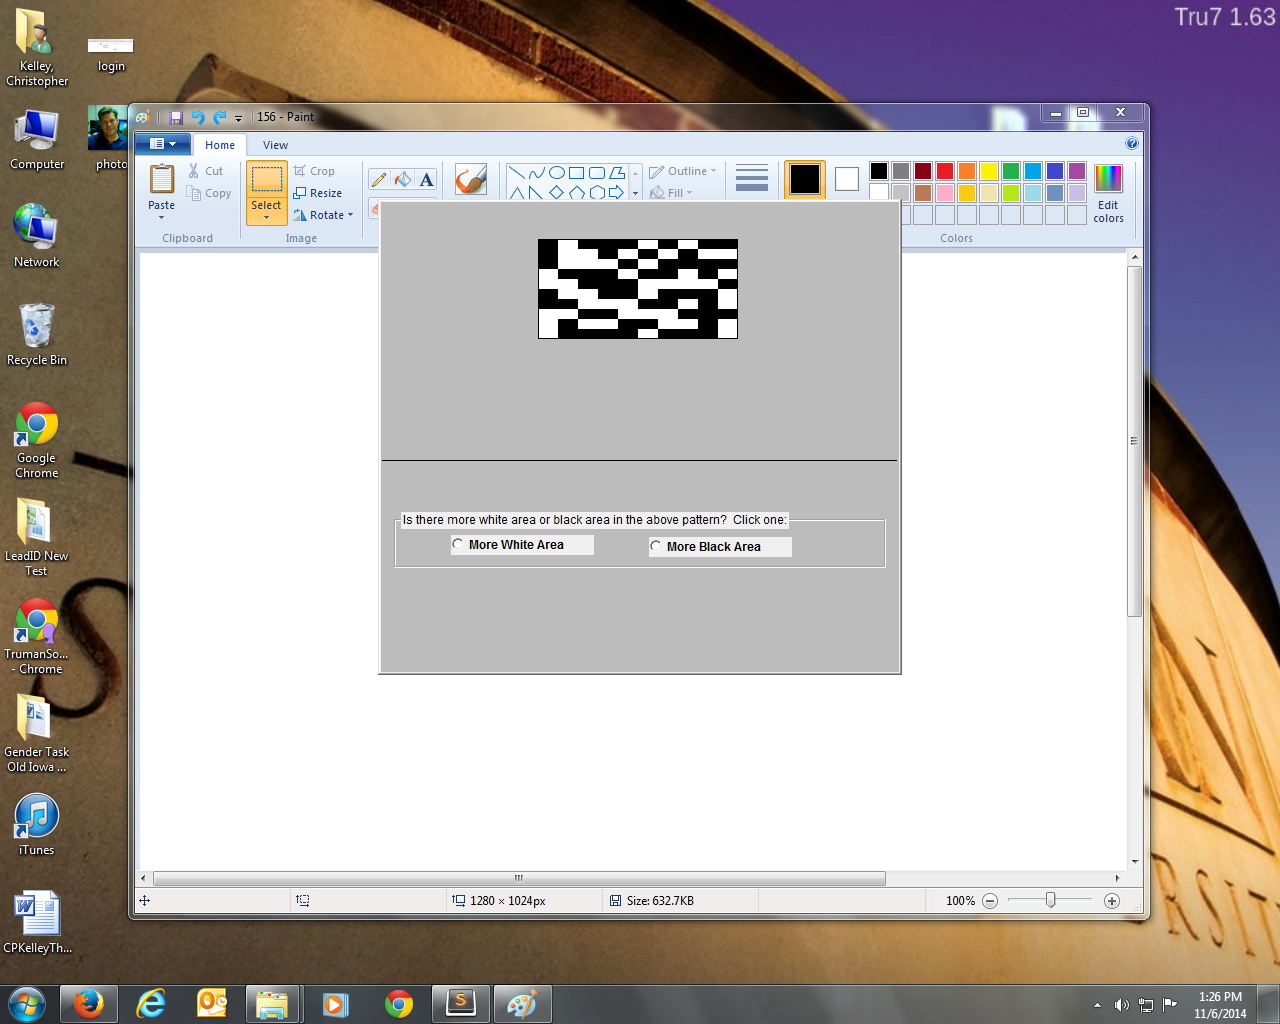 Tru7 1.63
Kelley, Christopher
login
Computer
photo
Network
Recycle Bin
Google Chrome
LeadID New Test
TrumanSo... - Chrome
Gender Task Old Iowa ...
iTunes
CPKelleyTh...
156 - Paint
Home
View
Paste
Cut
Copy
Clipboard
Select
Crop
Resize
Rotate
Image
A
Outline
Fill
Edit colors
Colors
Is there more white area or black area in the above pattern? Click one:
More White Area
More Black Area
1280 × 1024px
Size: 632.7KB
100%
RSIT
1:26 PM
11/6/2014